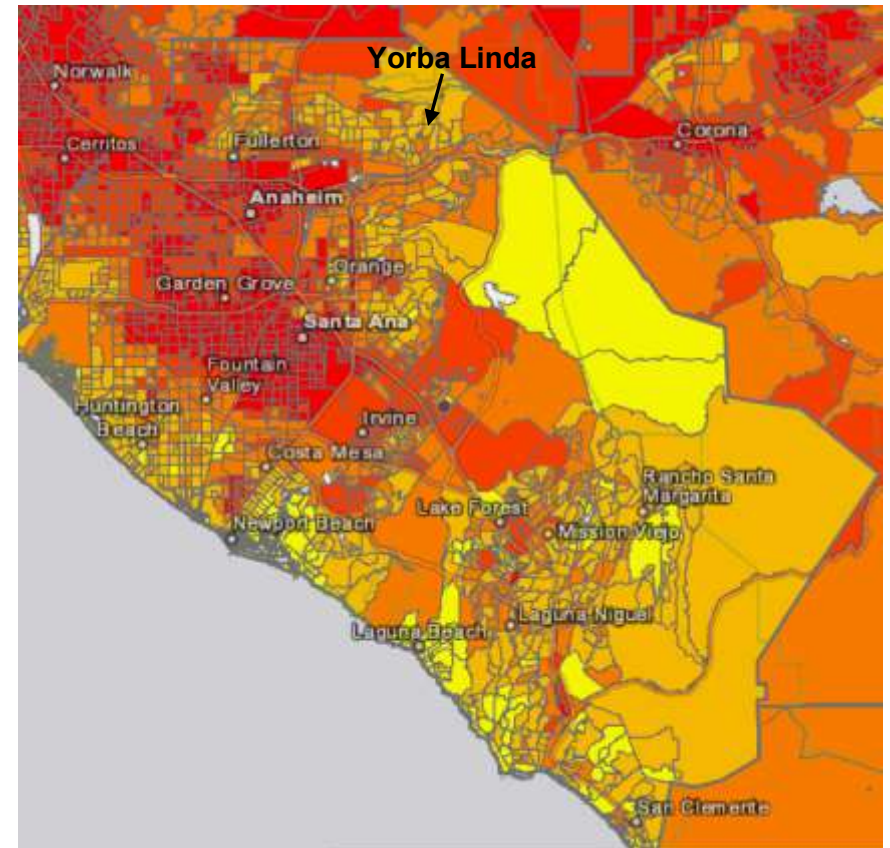 Yorba Linda
Norwalk
Corona
Cerritos
Fullerton
Anaheim
Orange
Garden Grove
Santa Ana
Fountain
Valley
Huntington
Beach
Irvine
Costa Mesa
Rancho Santa
Margarita
Lake Forest
Newport Beach
Mission Viejo
Laguna Niguel
Laguna Beach
San Clemente